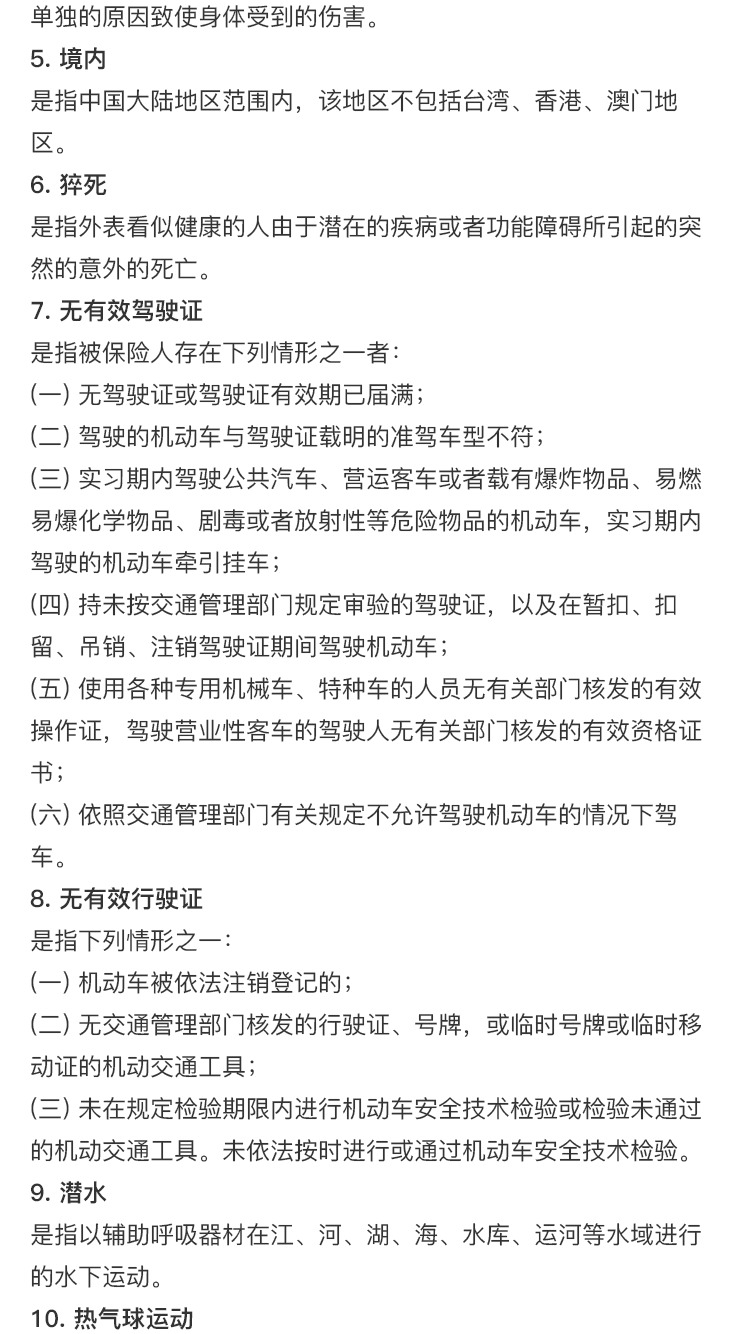 单独的原因致使身体受到的伤害。
5. 境内
是指中国大陆地区范围内，该地区不包括台湾、香港、澳门地
区。
6. 猝死
是指外表看似健康的人由于潜在的疾病或者功能障碍所引起的突
然的意外的死亡。
7. 无有效驾驶证
是指被保险人存在下列情形之一者：
(一) 无驾驶证或驾驶证有效期已届满；
(二) 驾驶的机动车与驾驶证载明的准驾车型不符；
(三) 实习期内驾驶公共汽车、营运客车或者载有爆炸物品、易燃
易爆化学物品、剧毒或者放射性等危险物品的机动车，实习期内
驾驶的机动车牵引挂车；
(四) 持未按交通管理部门规定审验的驾驶证，以及在暂扣、扣
留、吊销、注销驾驶证期间驾驶机动车；
(五) 使用各种专用机械车、特种车的人员无有关部门核发的有效
操作证，驾驶营业性客车的驾驶人无有关部门核发的有效资格证
书；
(六) 依照交通管理部门有关规定不允许驾驶机动车的情况下驾
车。
8. 无有效行驶证
是指下列情形之一：
(一) 机动车被依法注销登记的；
(二) 无交通管理部门核发的行驶证、号牌，或临时号牌或临时移
动证的机动交通工具；
(三) 未在规定检验期限内进行机动车安全技术检验或检验未通过
的机动交通工具。未依法按时进行或通过机动车安全技术检验。
9. 潜水
是指以辅助呼吸器材在江、河、湖、海、水库、运河等水域进行
的水下运动。
10. 热气球运动